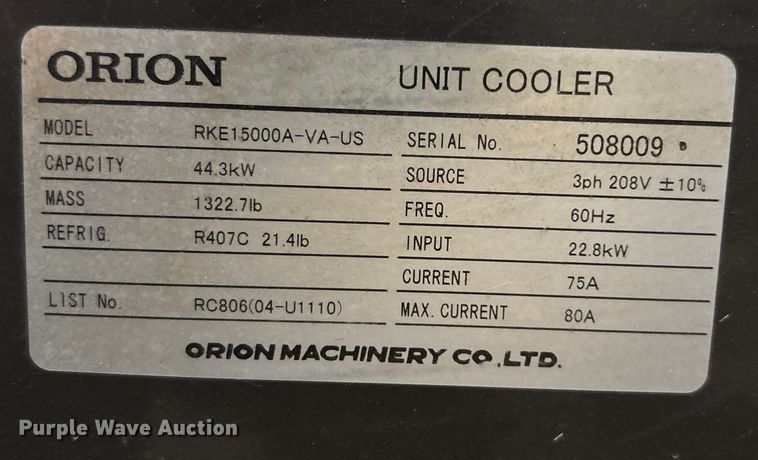 ORION UNIT COOLER
MODEL RKE15000A-VA-US
CAPACITY 44.3kW
MASS 1322.7lb
REFRIG. R407C 21.4lb
LIST No. RC806(04-U1110)
SERIAL No. 508009
SOURCE 3ph 208V ±10%
FREQ. 60Hz
INPUT 22.8kW
CURRENT 75A
MAX. CURRENT 80A
ORION MACHINERY CO.,LTD.
Purple Wave Auction